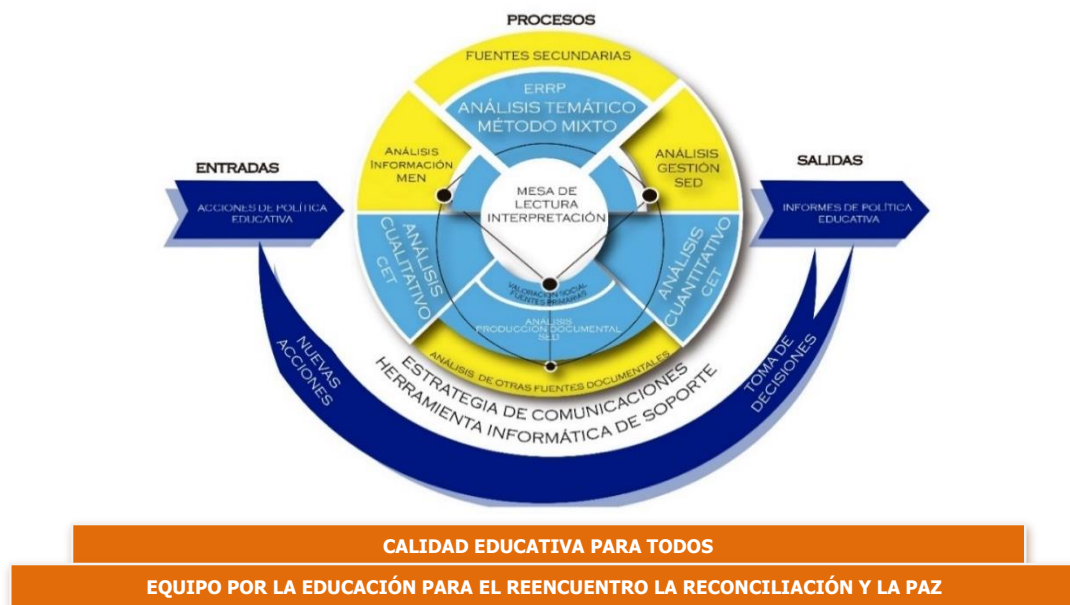 PROCESOS
FUENTES SECUNDARIAS
ERRP
ANÁLISIS TEMÁTICO
MÉTODO MIXTO
ANÁLISIS
INFORMACIÓN
MEN
ANÁLISIS
GESTIÓN
SED
ENTRADAS
SALIDAS
MESA DE
LECTURA
INTERPRETACIÓN
ACCIONES DE POLÍTICA
EDUCATIVA
INFORMES DE POLÍTICA
EDUCATIVA
ANÁLISIS
CUALITATIVO
CET
ANÁLISIS
CUANTITATIVO
CET
VALORACIÓN SOCIAL
FUENTES PRIMARIAS
ANÁLISIS
PRODUCCIÓN DOCUMENTAL
SED
ANÁLISIS DE OTRAS FUENTES DOCUMENTALES
ESTRATEGIA DE COMUNICACIONES
HERRAMIENTA INFORMÁTICA DE SOPORTE
NUEVAS
ACCIONES
TOMA DE
DECISIONES
CALIDAD EDUCATIVA PARA TODOS
EQUIPO POR LA EDUCACIÓN PARA EL REENCUENTRO LA RECONCILIACIÓN Y LA PAZ